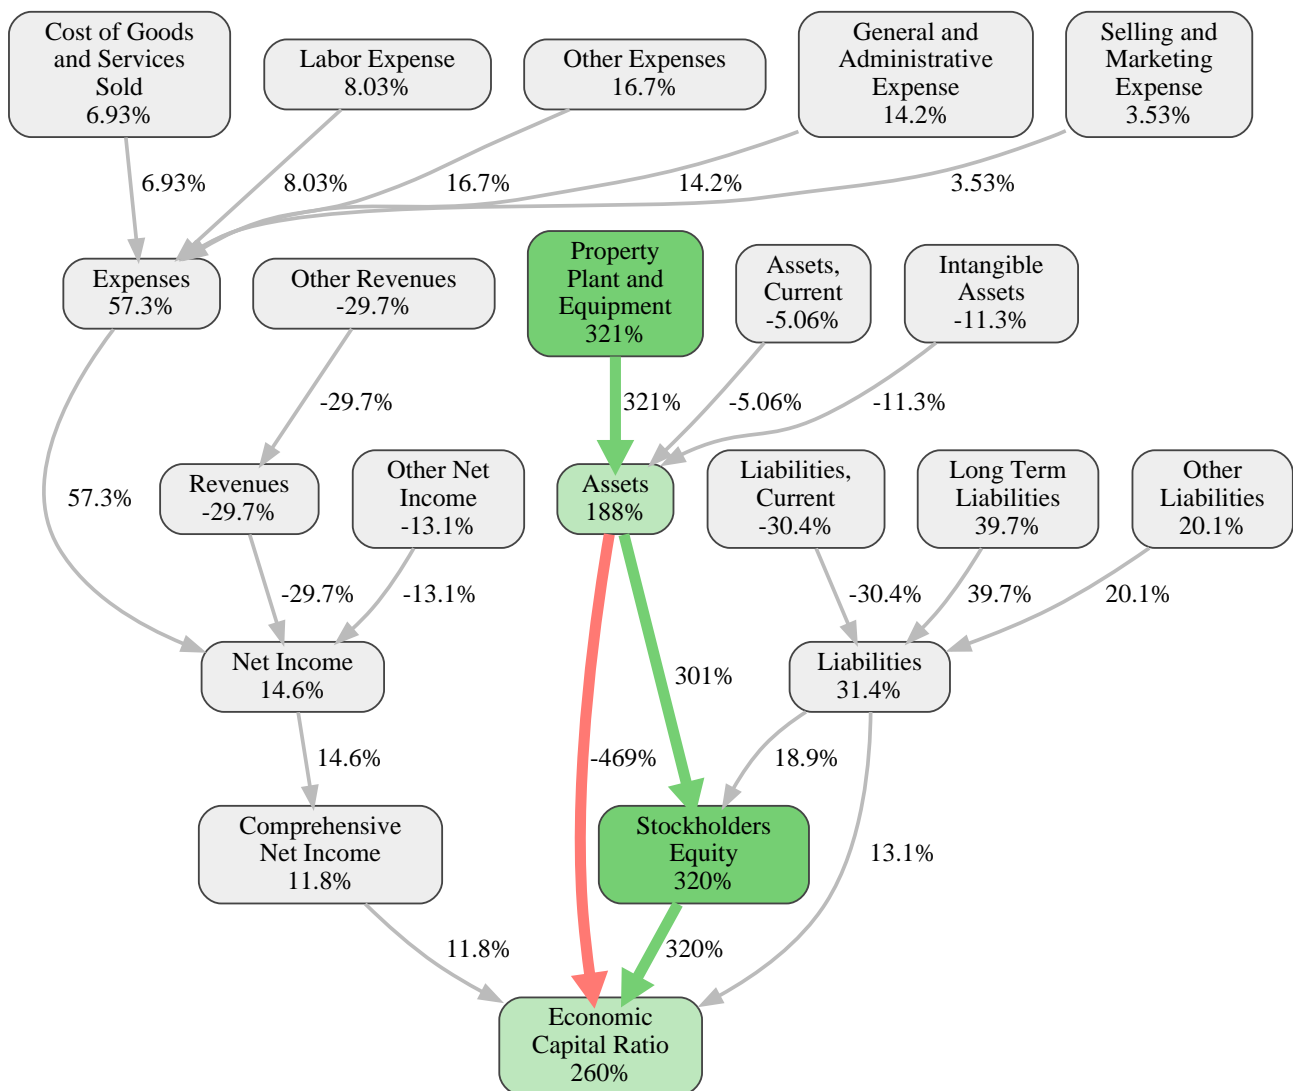 Cost of Goods
and Services
Sold
6.93%
Labor Expense
8.03%
Other Expenses
16.7%
General and
Administrative
Expense
14.2%
Selling and
Marketing
Expense
3.53%
6.93%
8.03%
16.7%
14.2%
3.53%
Expenses
57.3%
Other Revenues
-29.7%
Property
Plant and
Equipment
321%
Assets,
Current
-5.06%
Intangible
Assets
-11.3%
-29.7%
321%
-5.06%
-11.3%
57.3%
Revenues
-29.7%
Other Net
Income
-13.1%
Assets
188%
Liabilities,
Current
-30.4%
Long Term
Liabilities
39.7%
Other
Liabilities
20.1%
-29.7%
-13.1%
-30.4%
39.7%
20.1%
Net Income
14.6%
301%
Liabilities
31.4%
14.6%
-469%
18.9%
Comprehensive
Net Income
11.8%
Stockholders
Equity
320%
13.1%
11.8%
320%
Economic
Capital Ratio
260%